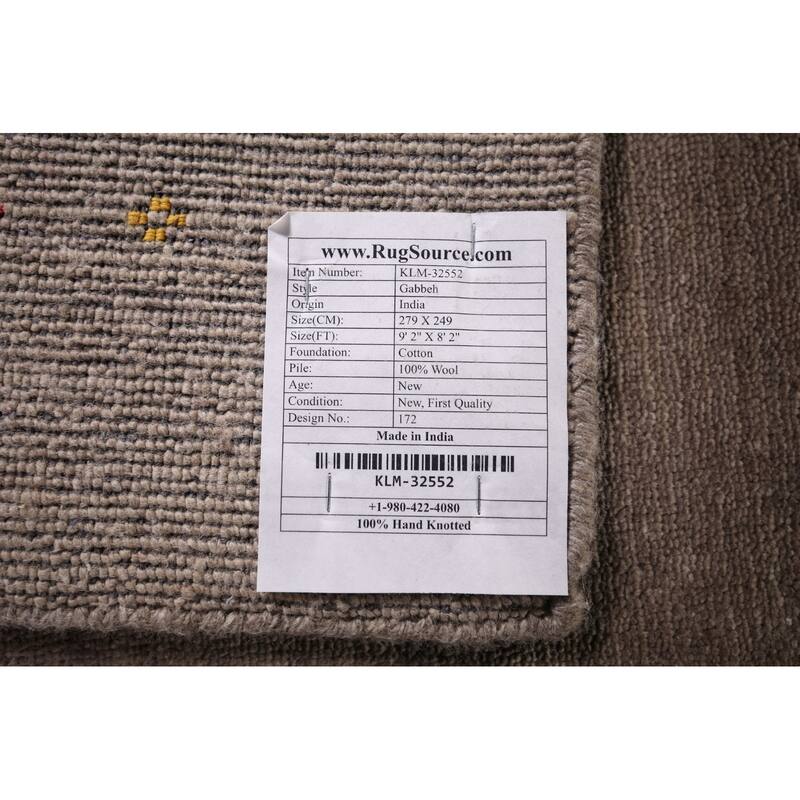 www.RugSource.com
Item Number: KLM-32552
Style Gabbeh
Origin India
Size(CM): 279 X 249
Size(FT): 9' 2" X 8' 2"
Foundation: Cotton
Pile: 100% Wool
Age: New
Condition: New, First Quality
Design No.: 172
Made in India
KLM-32552
+1-980-422-4080
100% Hand Knotted